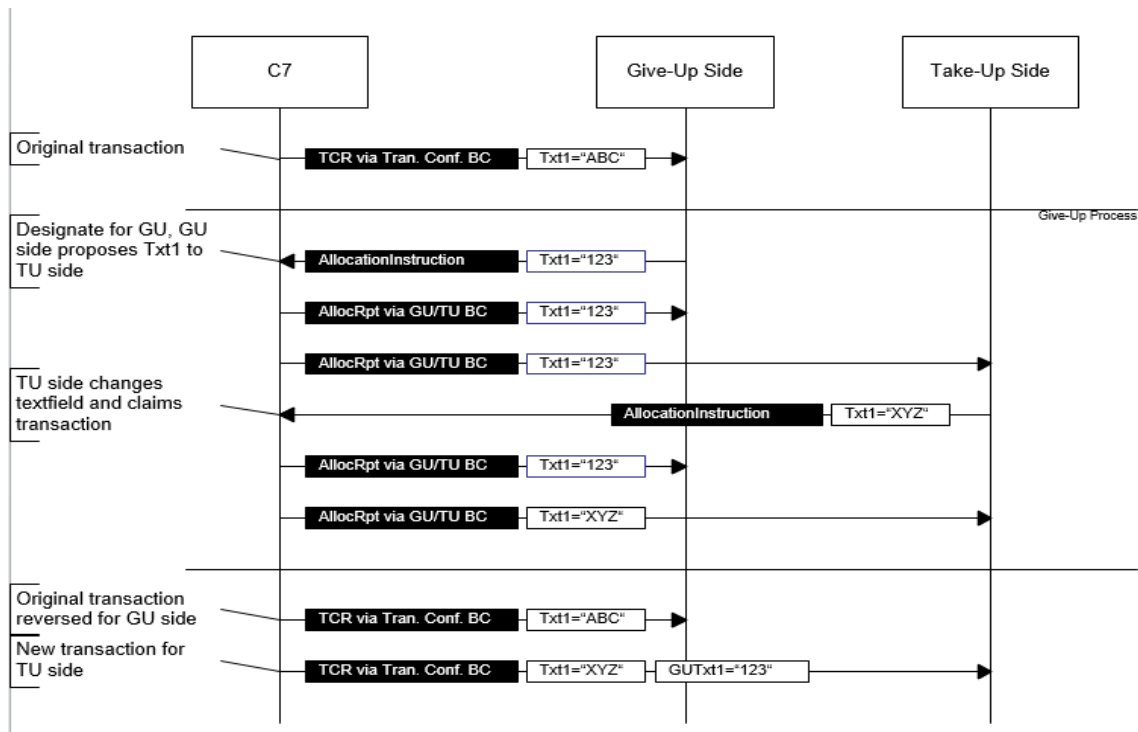 C7
Give-Up Side
Take-Up Side
Original transaction
TCR via Tran. Conf. BC
Txt1="ABC“
Give-Up Process
Designate for GU, GU
side proposes Txt1 to
TU side
AllocationInstruction
Txt1="123“
AllocRpt via GU/TU BC
Txt1=“123“
AllocRpt via GU/TU BC
Txt1=“123“
TU side changes
textfield and claims
transaction
AllocationInstruction
Txt1=“XYZ“
AllocRpt via GU/TU BC
Txt1=“123“
AllocRpt via GU/TU BC
Txt1=“XYZ“
Original transaction
reversed for GU side
TCR via Tran. Conf. BC
Txt1=“ABC“
New transaction for
TU side
TCR via Tran. Conf. BC
Txt1=“XYZ“
GUTxt1=“123“